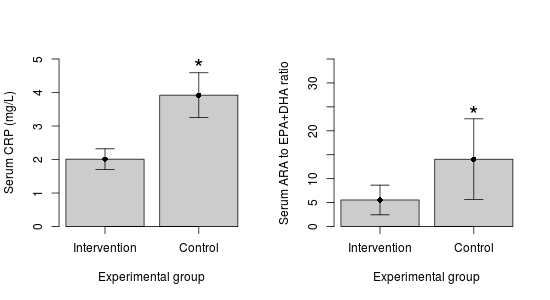 Serum CRP (mg/L)
5
4
3
2
1
0
*
Intervention Control
Experimental group
Serum ARA to EPA+DHA ratio
30
20
10
5
0
*
Intervention Control
Experimental group